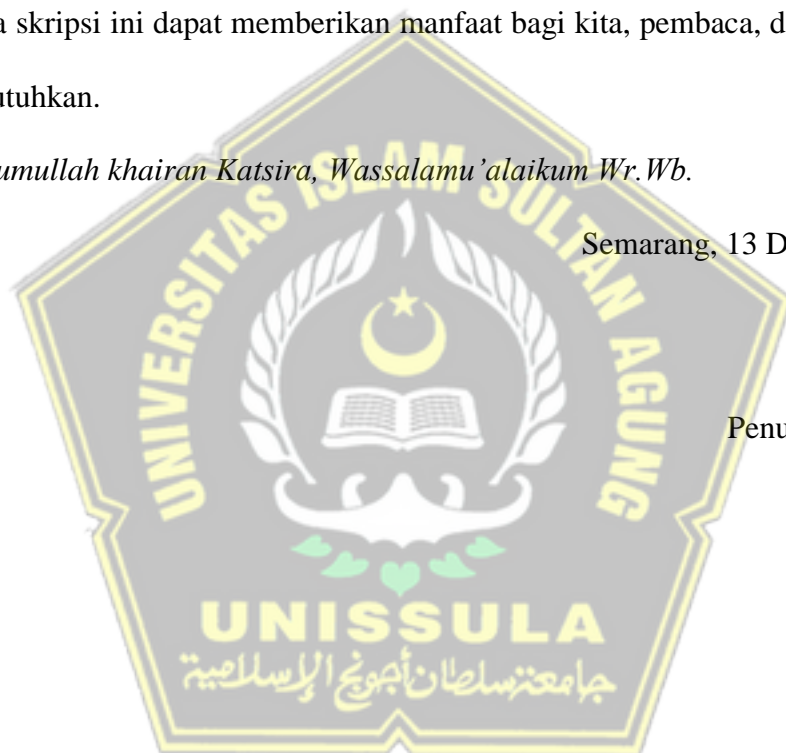 a skripsi ini dapat memberikan manfaat bagi kita, pembaca, d
utuhkan.
umullah khairan Katsira, Wassalamu’alaikum Wr.Wb.
Semarang, 13 D
Penu
UNIVERSITAS ISLAM SULTAN AGUNG
UNISSULA
جامعة سلطان أجونج الإسلامية